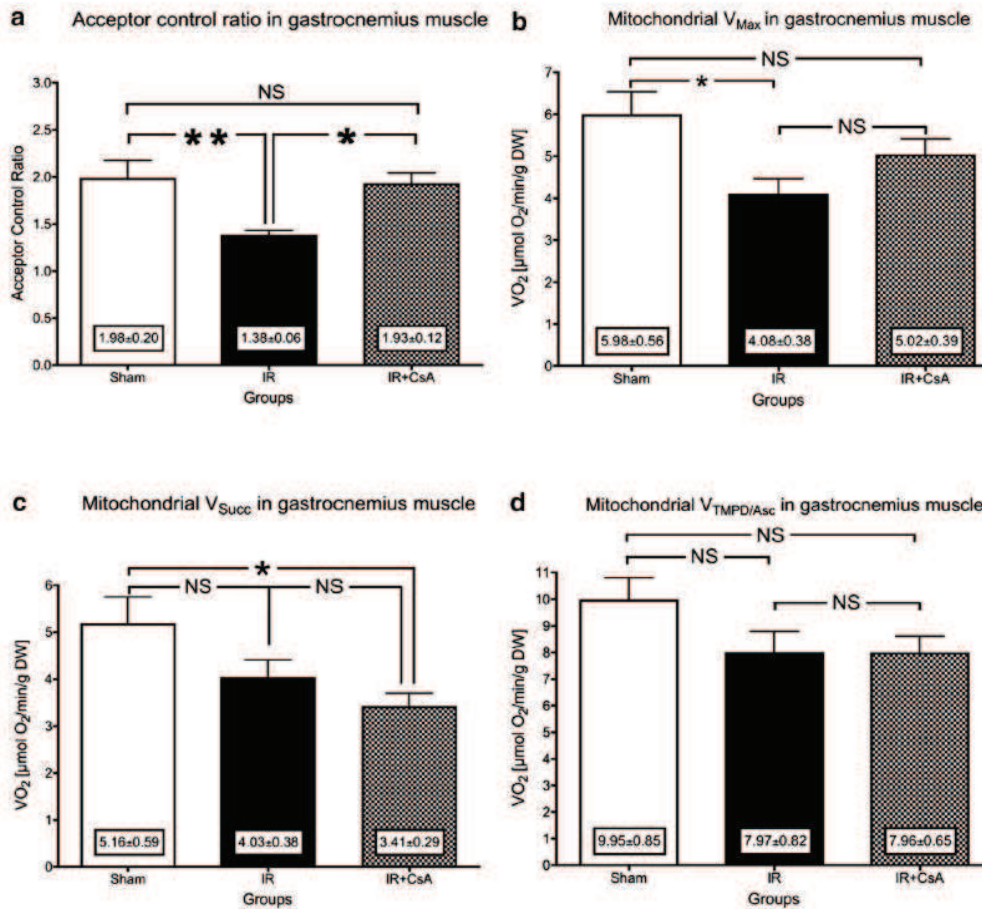 a Acceptor control ratio in gastrocnemius muscle
NS
** *
Acceptor Control Ratio
3.0
2.5
2.0
1.5
1.0
0.5
0.0
1.98±0.20 1.38±0.06 1.93±0.12
Sham IR IR+CsA
Groups
b Mitochondrial VMax in gastrocnemius muscle
NS
*
NS
VO2 [µmol O2/min/g DW]
7
6
5
4
3
2
1
0
5.98±0.56 4.08±0.38 5.02±0.39
Sham IR IR+CsA
Groups
c Mitochondrial VSucc in gastrocnemius muscle
*
NS NS
VO2 [µmol O2/min/g DW]
6
5
4
3
2
1
0
5.16±0.59 4.03±0.38 3.41±0.29
Sham IR IR+CsA
Groups
d Mitochondrial VTMPD/Asc in gastrocnemius muscle
NS
NS
NS
VO2 [µmol O2/min/g DW]
11
10
9
8
7
6
5
4
3
2
1
0
9.95±0.85 7.97±0.82 7.96±0.65
Sham IR IR+CsA
Groups